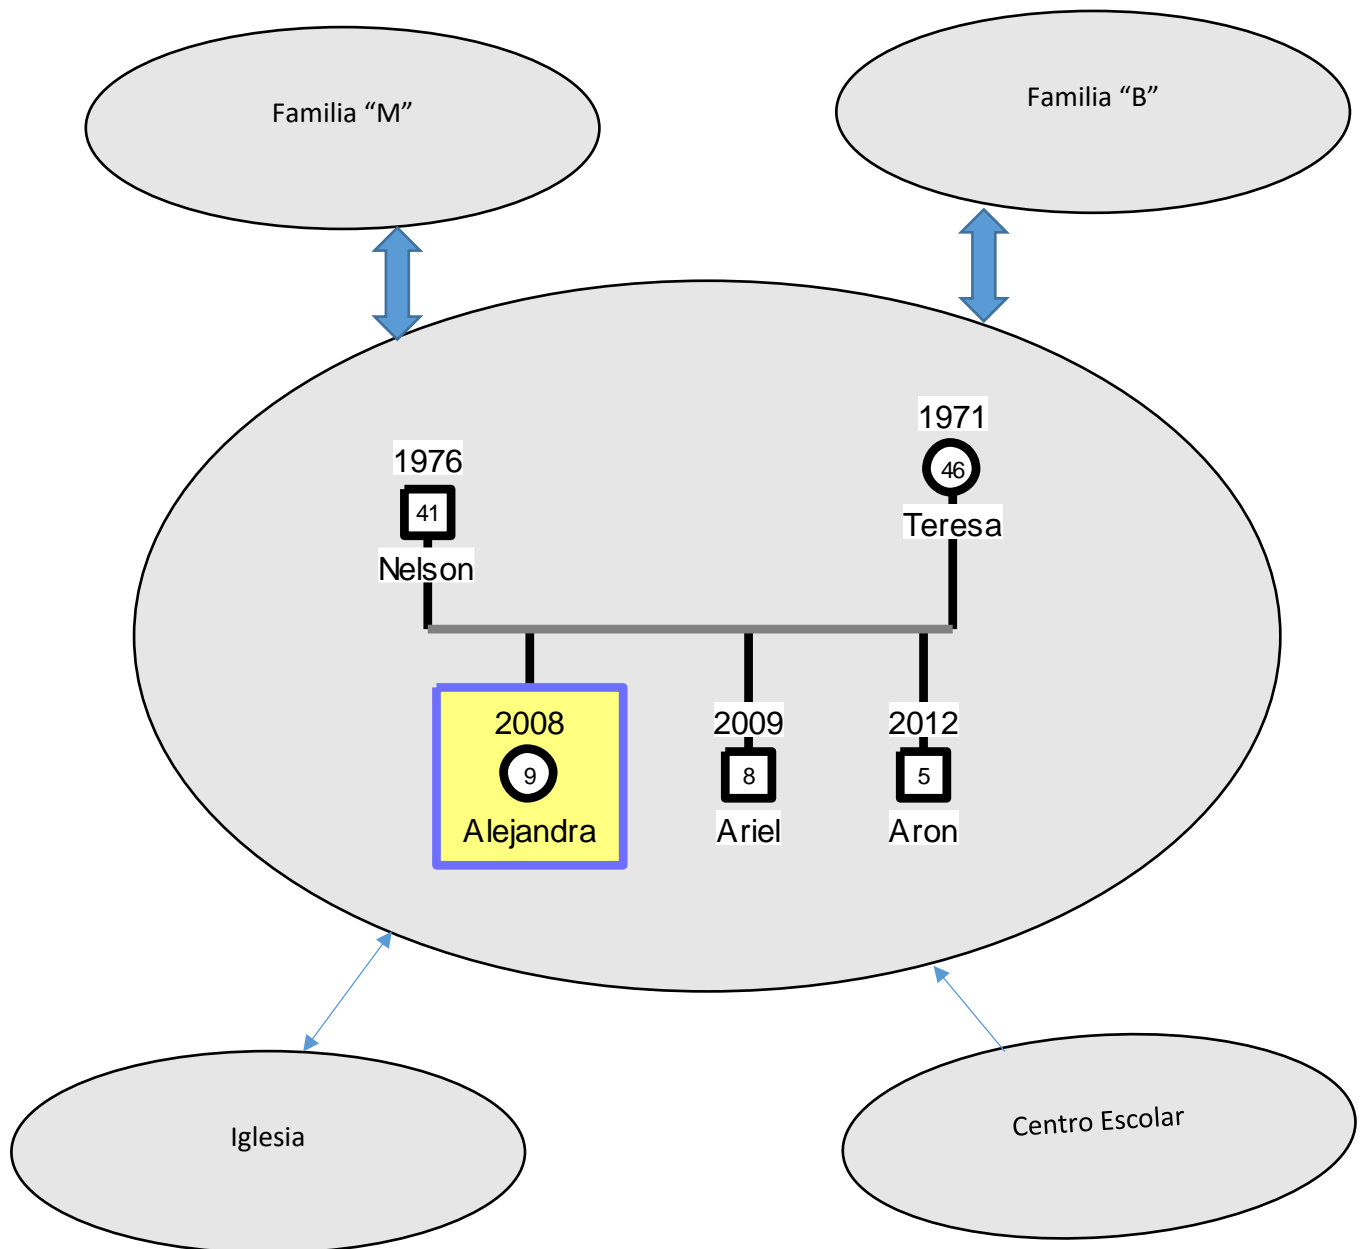 Familia “M”
Familia “B”
1971
46
Teresa
1976
41
Nelson
2008
9
Alejandra
2009
8
Ariel
2012
5
Aron
Iglesia
Centro Escolar